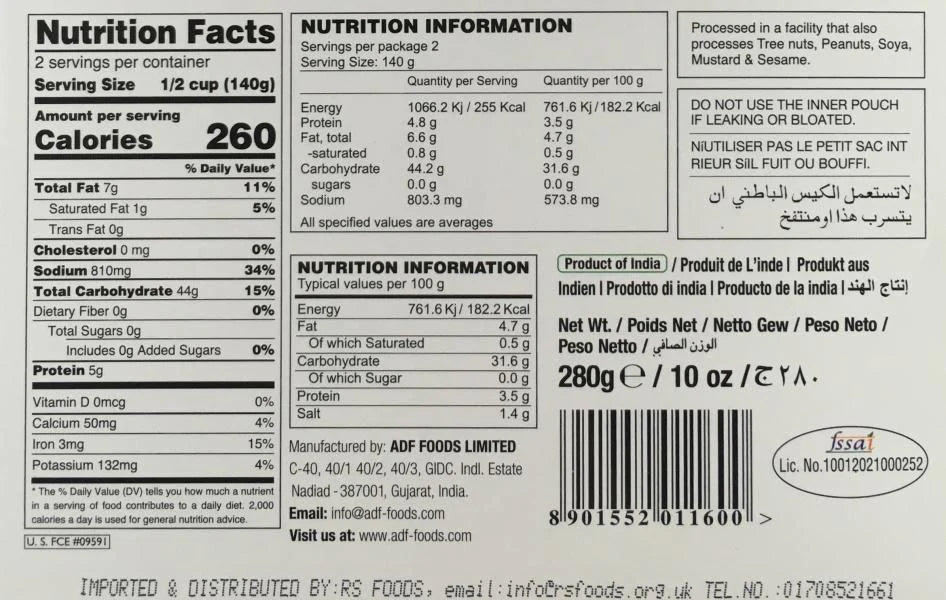 Nutrition Facts
2 servings per container
Serving Size 1/2 cup (140g)
Amount per serving
Calories 260
% Daily Value*
Total Fat 7g 11%
Saturated Fat 1g 5%
Trans Fat 0g
Cholesterol 0 mg 0%
Sodium 810mg 34%
Total Carbohydrate 44g 15%
Dietary Fiber 0g 0%
Total Sugars 0g
Includes 0g Added Sugars 0%
Protein 5g
Vitamin D 0mcg 0%
Calcium 50mg 4%
Iron 3mg 15%
Potassium 132mg 4%
* The % Daily Value (DV) tells you how much a nutrient
in a serving of food contributes to a daily diet. 2,000
calories a day is used for general nutrition advice.
U. S. FCE #09591
NUTRITION INFORMATION
Servings per package 2
Serving Size: 140 g
Quantity per Serving Quantity per 100 g
Energy 1066.2 Kj / 255 Kcal 761.6 Kj / 182.2 Kcal
Protein 4.8 g 3.5 g
Fat, total 6.6 g 4.7 g
-saturated 0.8 g 0.5 g
Carbohydrate 44.2 g 31.6 g
sugars 0.0 g 0.0 g
Sodium 803.3 mg 573.8 mg
All specified values are averages
NUTRITION INFORMATION
Typical values per 100 g
Energy 761.6 Kj / 182.2 Kcal
Fat 4.7 g
Of which Saturated 0.5 g
Carbohydrate 31.6 g
Of which Sugar 0.0 g
Protein 3.5 g
Salt 1.4 g
Manufactured by: ADF FOODS LIMITED
C-40, 40/1 40/2, 40/3, GIDC. Indl. Estate
Nadiad - 387001, Gujarat, India.
Email: info@adf-foods.com
Visit us at: www.adf-foods.com
Processed in a facility that also
processes Tree nuts, Peanuts, Soya,
Mustard & Sesame.
DO NOT USE THE INNER POUCH
IF LEAKING OR BLOATED.
NïUTILISER PAS LE PETIT SAC INT
RIEUR SïIL FUIT OU BOUFFI.
لاتستعمل الكيس الباطني ان
يتسرب هذا اومنتفخ
Product of India / Produit de L'inde | Produkt aus
Indien | Prodotto di india | Producto de la india | إنتاج الهند
Net Wt. / Poids Net / Netto Gew / Peso Neto /
Peso Netto / الوزن الصافي
280g ℮ / 10 oz / ٢٨٠ ج
8 901552 011600 >
fssai
Lic. No.10012021000252
IMPORTED & DISTRIBUTED BY:RS FOODS, email:info@rsfoods.org.uk TEL.NO.:01708521661